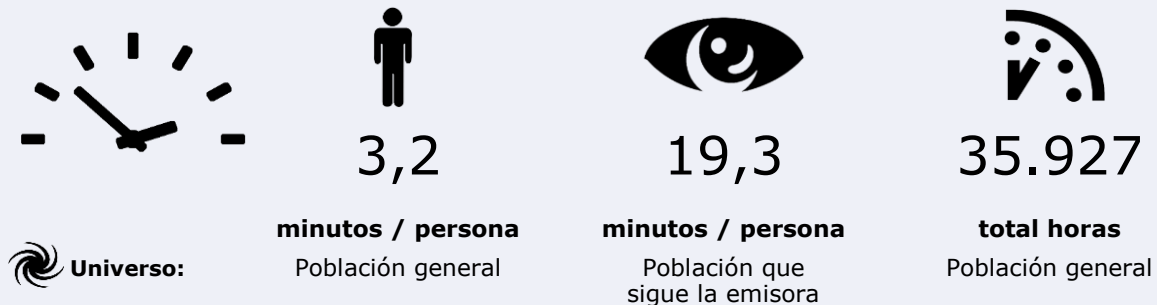 3,2
19,3
35.927
minutos / persona
minutos / persona
total horas
Universo:
Población general
Población que
sigue la emisora
Población general